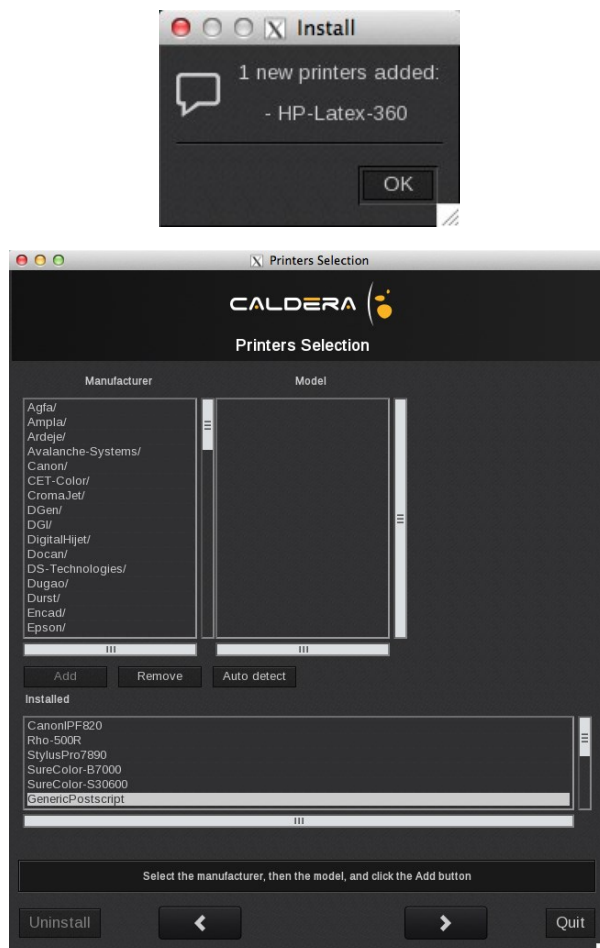 Install
1 new printers added:
- HP-Latex-360
OK
Printers Selection
CALDERA
Printers Selection
Manufacturer
Model
Agfa/
Ampla/
Ardeje/
Avalanche-Systems/
Canon/
CET-Color/
CromaJet/
DGen/
DGI/
DigitalHijet/
Docan/
DS-Technologies/
Dugao/
Durst/
Encad/
Epson/
Add
Remove
Auto detect
Installed
CanonIPF820
Rho-500R
StylusPro7890
SureColor-B7000
SureColor-S30600
GenericPostscript
Select the manufacturer, then the model, and click the Add button
Uninstall
Quit